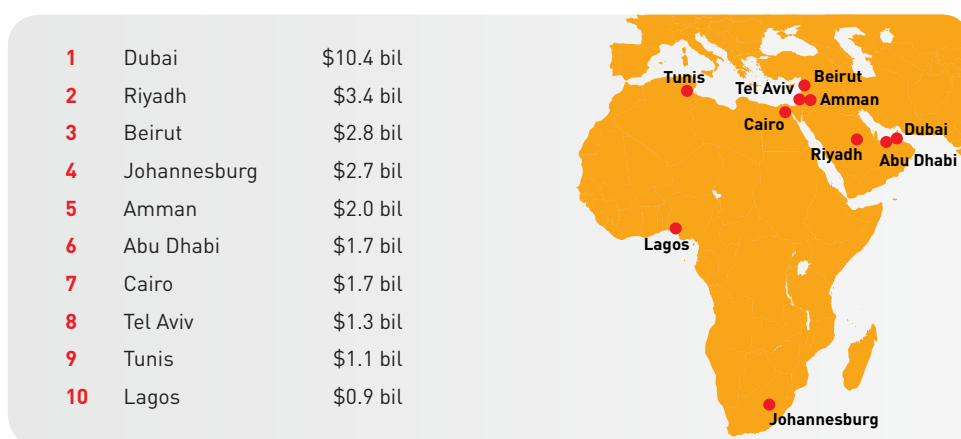 1 Dubai $10.4 bil
2 Riyadh $3.4 bil
3 Beirut $2.8 bil
4 Johannesburg $2.7 bil
5 Amman $2.0 bil
6 Abu Dhabi $1.7 bil
7 Cairo $1.7 bil
8 Tel Aviv $1.3 bil
9 Tunis $1.1 bil
10 Lagos $0.9 bil
Tunis
Beirut
Tel Aviv
Amman
Cairo
Dubai
Riyadh
Abu Dhabi
Lagos
Johannesburg